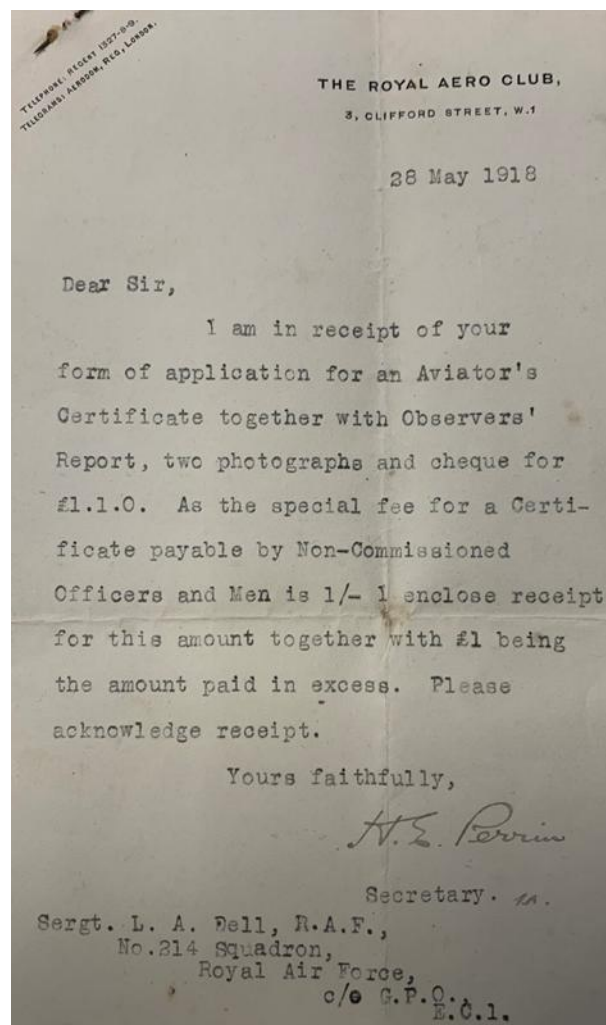 TELEPHONE: REGENT 1327-8-9.
TELEGRAMS: AERODOM, REG, LONDON.
THE ROYAL AERO CLUB,
3, CLIFFORD STREET, W.1
28 May 1918
Dear Sir,
I am in receipt of your
form of application for an Aviator's
Certificate together with Observers'
Report, two photographs and cheque for
£1.1.0. As the special fee for a Certi-
ficate payable by Non-Commissioned
Officers and Men is 1/- I enclose receipt
for this amount together with £1 being
the amount paid in excess. Please
acknowledge receipt.
Yours faithfully,
H.E. Perrin
Secretary.
Sergt. L. A. Dell, R.A.F.,
No.214 Squadron,
Royal Air Force,
c/o G.P.O.,
E.C.1.